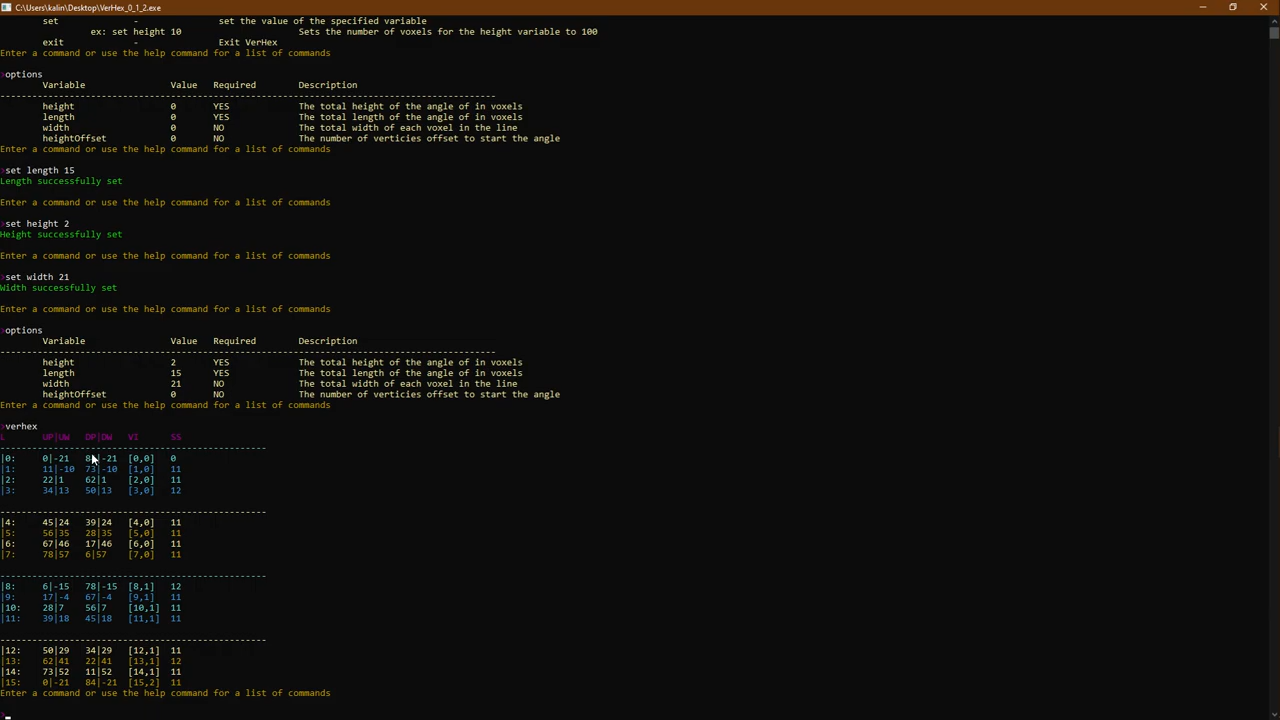 C:\Users\kalin\Desktop\VerHex_0_1_2.exe
set - set the value of the specified variable
ex: set height 10 Sets the number of voxels for the height variable to 100
exit - Exit VerHex
Enter a command or use the help command for a list of commands
>options
Variable Value Required Description
height 0 YES The total height of the angle of in voxels
length 0 YES The total length of the angle of in voxels
width 0 NO The total width of each voxel in the line
heightOffset 0 NO The number of verticies offset to start the angle
Enter a command or use the help command for a list of commands
>set length 15
Length successfully set
Enter a command or use the help command for a list of commands
>set height 2
Height successfully set
Enter a command or use the help command for a list of commands
>set width 21
Width successfully set
Enter a command or use the help command for a list of commands
>options
Variable Value Required Description
height 2 YES The total height of the angle of in voxels
length 15 YES The total length of the angle of in voxels
width 21 NO The total width of each voxel in the line
heightOffset 0 NO The number of verticies offset to start the angle
Enter a command or use the help command for a list of commands
>verhex
L UP|UW DP|DW VI SS
|0: 0|-21 |-21 [0,0] 0
|1: 11|-10 73|-10 [1,0] 11
|2: 22|1 62|1 [2,0] 11
|3: 34|13 50|13 [3,0] 12
|4: 45|24 39|24 [4,0] 11
|5: 56|35 28|35 [5,0] 11
|6: 67|46 17|46 [6,0] 11
|7: 78|57 6|57 [7,0] 11
|8: 6|-15 78|-15 [8,1] 12
|9: 17|-4 67|-4 [9,1] 11
|10: 28|7 56|7 [10,1] 11
|11: 39|18 45|18 [11,1] 11
|12: 50|29 34|29 [12,1] 11
|13: 62|41 22|41 [13,1] 12
|14: 73|52 11|52 [14,1] 11
|15: 0|-21 84|-21 [15,2] 11
Enter a command or use the help command for a list of commands
>